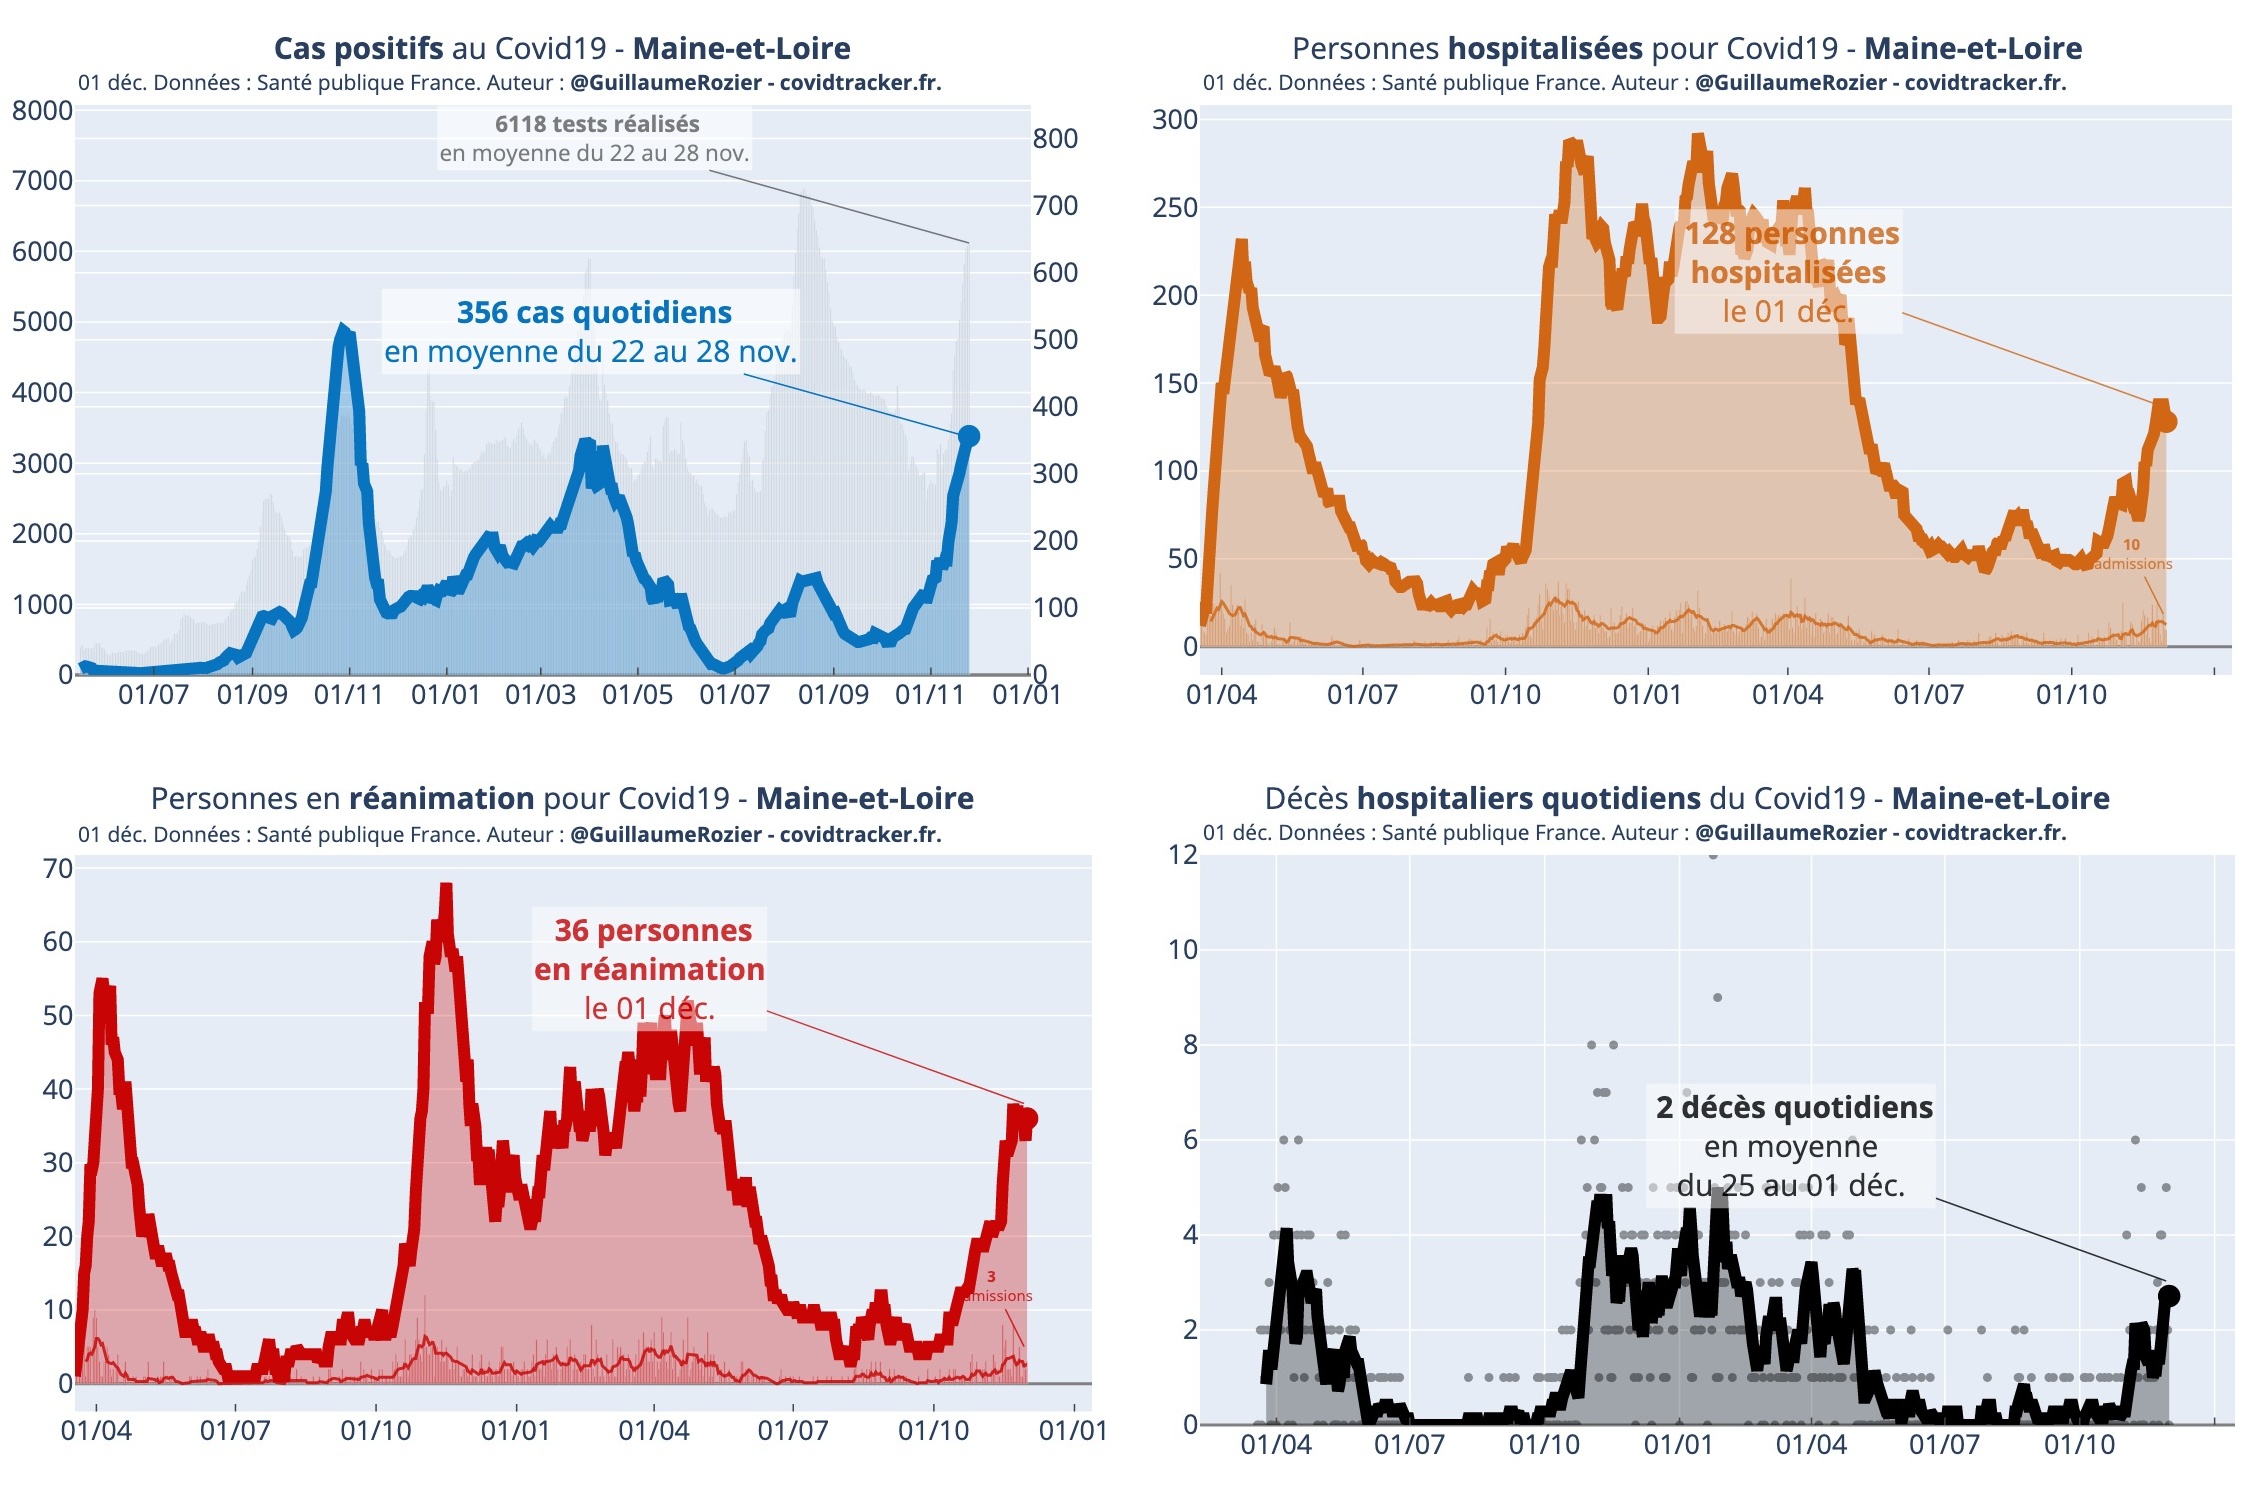 Cas positifs au Covid19 - Maine-et-Loire
01 déc. Données : Santé publique France. Auteur : @GuillaumeRozier - covidtracker.fr.
8000
7000
6000
5000
4000
3000
2000
1000
0
800
700
600
500
400
300
200
100
0
6118 tests réalisés
en moyenne du 22 au 28 nov.
356 cas quotidiens
en moyenne du 22 au 28 nov.
01/07 01/09 01/11 01/01 01/03 01/05 01/07 01/09 01/11 01/01
Personnes hospitalisées pour Covid19 - Maine-et-Loire
01 déc. Données : Santé publique France. Auteur : @GuillaumeRozier - covidtracker.fr.
300
250
200
150
100
50
0
128 personnes
hospitalisées
le 01 déc.
10
admissions
01/04 01/07 01/10 01/01 01/04 01/07 01/10
Personnes en réanimation pour Covid19 - Maine-et-Loire
01 déc. Données : Santé publique France. Auteur : @GuillaumeRozier - covidtracker.fr.
70
60
50
40
30
20
10
0
36 personnes
en réanimation
le 01 déc.
3
admissions
01/04 01/07 01/10 01/01 01/04 01/07 01/10 01/01
Décès hospitaliers quotidiens du Covid19 - Maine-et-Loire
01 déc. Données : Santé publique France. Auteur : @GuillaumeRozier - covidtracker.fr.
12
10
8
6
4
2
0
2 décès quotidiens
en moyenne
du 25 au 01 déc.
01/04 01/07 01/10 01/01 01/04 01/07 01/10